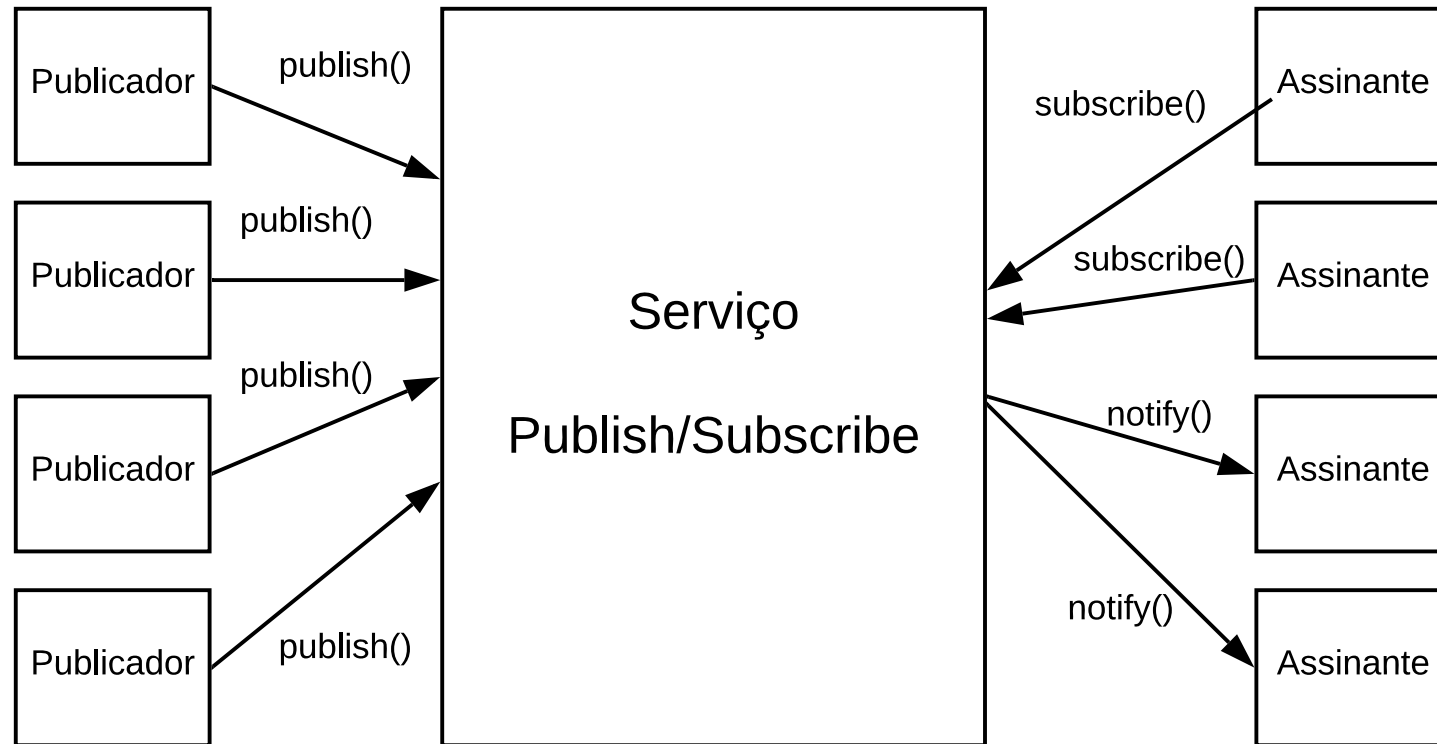 Publicador
publish()
Publicador
publish()
Publicador
publish()
Publicador
publish()
Serviço
Publish/Subscribe
subscribe()
Assinante
subscribe()
Assinante
notify()
Assinante
notify()
Assinante